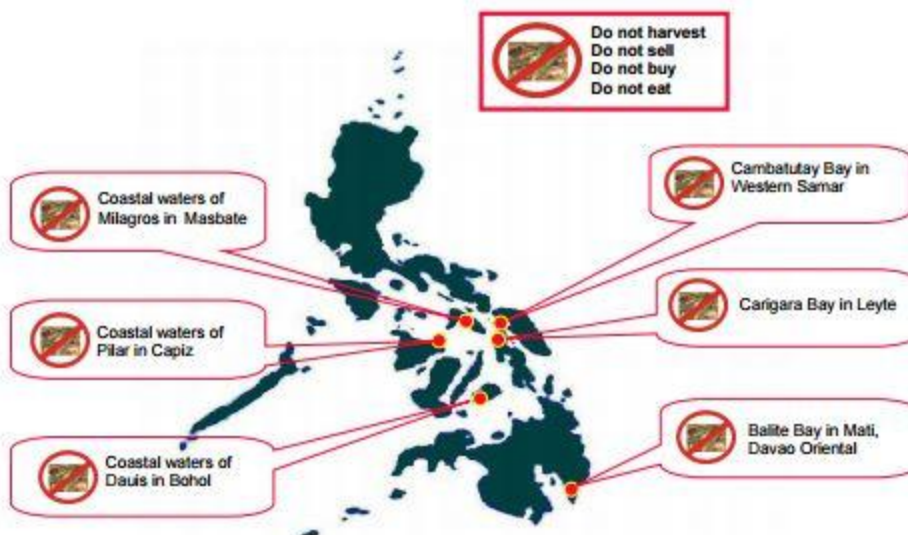 Do not harvest
Do not sell
Do not buy
Do not eat
Coastal waters of
Milagros in Masbate
Cambatutay Bay in
Western Samar
Coastal waters of
Pilar in Capiz
Carigara Bay in Leyte
Coastal waters of
Dauis in Bohol
Balite Bay in Mati,
Davao Oriental